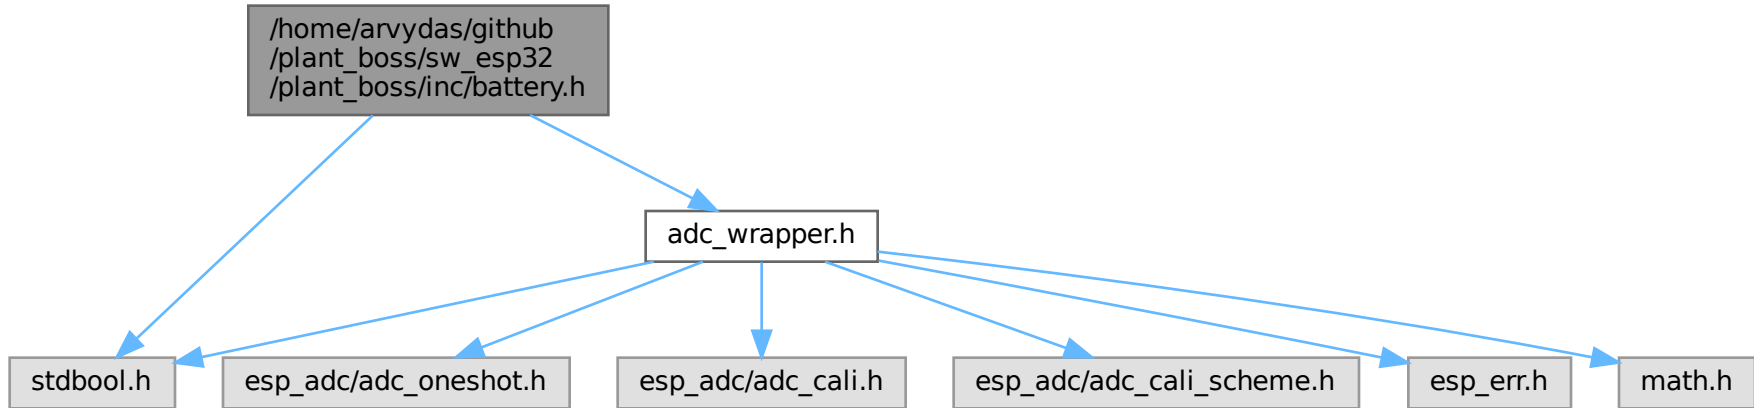 /home/arvydas/github
/plant_boss/sw_esp32
/plant_boss/inc/battery.h
adc_wrapper.h
stdbool.h
esp_adc/adc_oneshot.h
esp_adc/adc_cali.h
esp_adc/adc_cali_scheme.h
esp_err.h
math.h